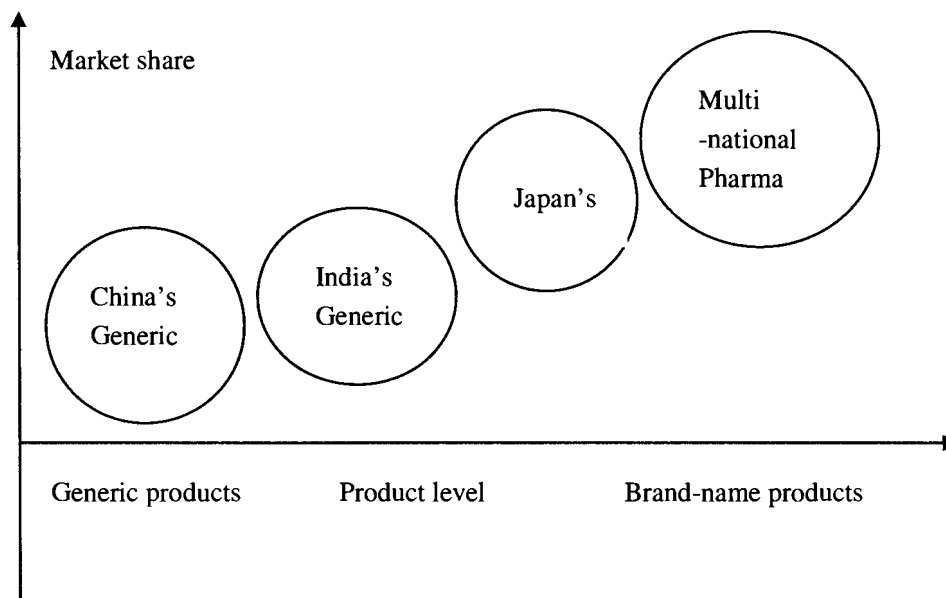 Market share
Multi
-national
Pharma
Japan's
India's
Generic
China's
Generic
Generic products
Product level
Brand-name products